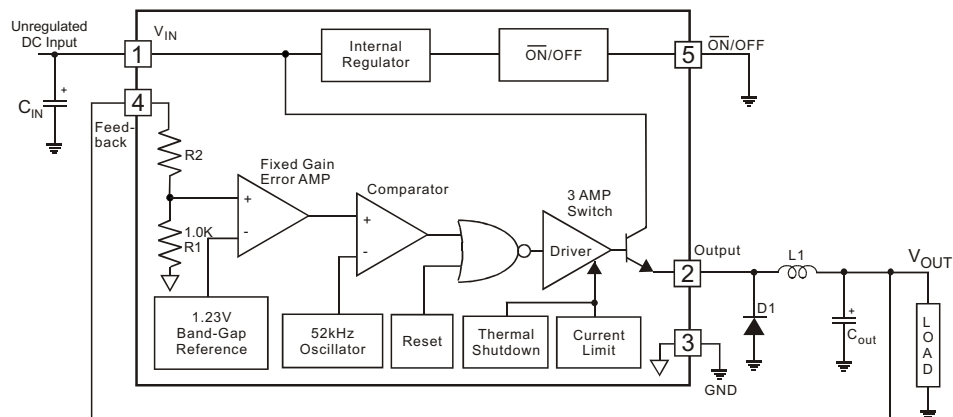 Unregulated
DC Input
1
VIN
Internal
Regulator
ON/OFF
5
ON/OFF
CIN
+
4
Feed-
back
R2
Fixed Gain
Error AMP
+
-
1.0K
R1
Comparator
+
-
3 AMP
Switch
Driver
Output
2
L1
VOUT
D1
+
Cout
LOAD
1.23V
Band-Gap
Reference
52kHz
Oscillator
Reset
Thermal
Shutdown
Current
Limit
3
GND